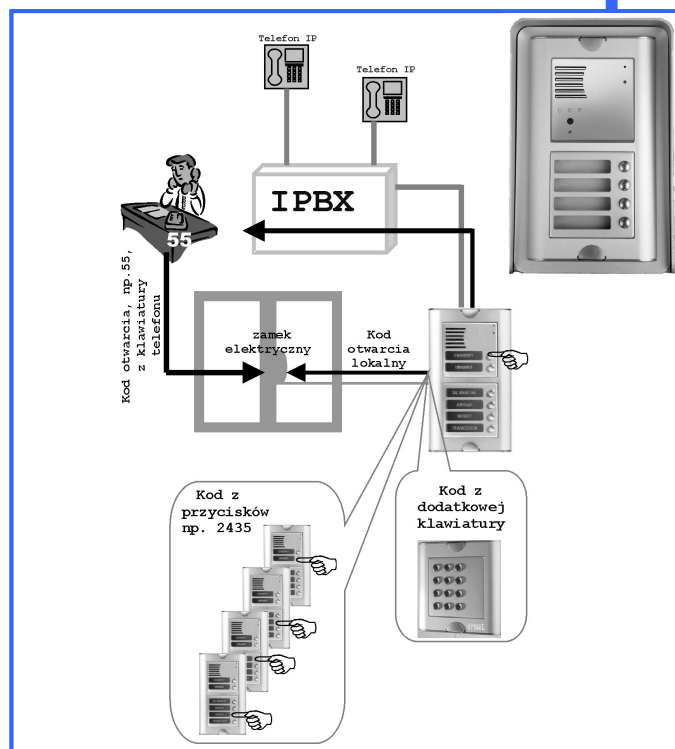 Telefon IP
Telefon IP
IPBX
55
Kod otwarcia, np.55,
z klawiatury
telefonu
zamek
elektryczny
Kod
otwarcia
lokalny
Kod z
przycisków
np. 2435
Kod z
dodatkowej
klawiatury